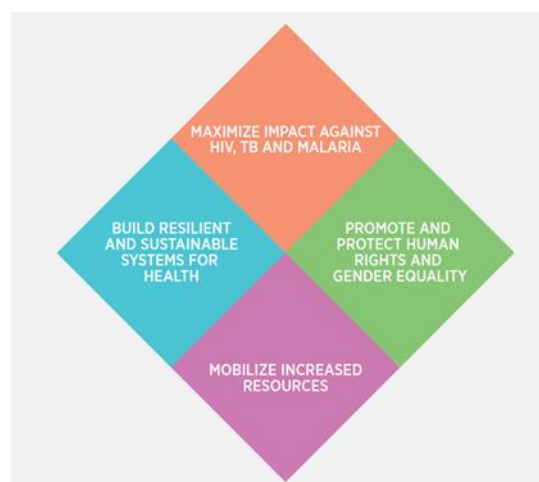 MAXIMIZE IMPACT AGAINST
HIV, TB AND MALARIA
BUILD RESILIENT
AND SUSTAINABLE
SYSTEMS FOR
HEALTH
PROMOTE AND
PROTECT HUMAN
RIGHTS AND
GENDER EQUALITY
MOBILIZE INCREASED
RESOURCES